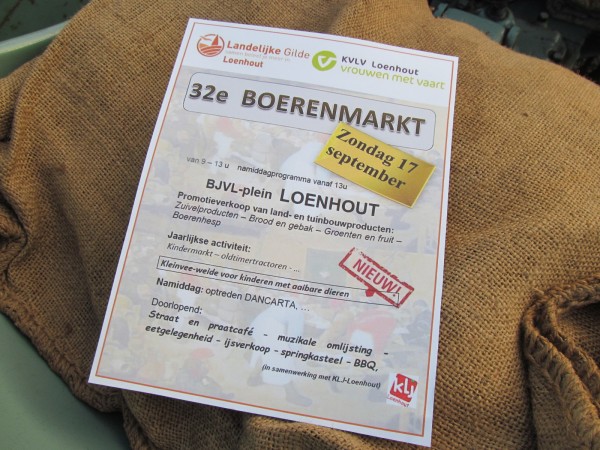 Landelijke Gilde
Loenhout
KVLV Loenhout
vrouwen met vaart
32e BOERENMARKT
Zondag 17
september
van 9 – 13 u namiddagprogramma vanaf 13u
BJVL-plein LOENHOUT
Promotieverkoop van land- en tuinbouwproducten:
Zuivelproducten – Brood en gebak – Groenten en fruit –
Boerenhesp
Jaarlijkse activiteit:
Kindermarkt – oldtimertractoren - ...
Kleinvee-weide voor kinderen met aaibare dieren
NIEUW!
Namiddag: optreden DANCARTA, ...
Doorlopend:
Straat en praatcafé - muzikale omlijsting -
eetgelegenheid - ijsverkoop - springkasteel - BBQ,
(In samenwerking met KLJ-Loenhout)
klj
Loenhout